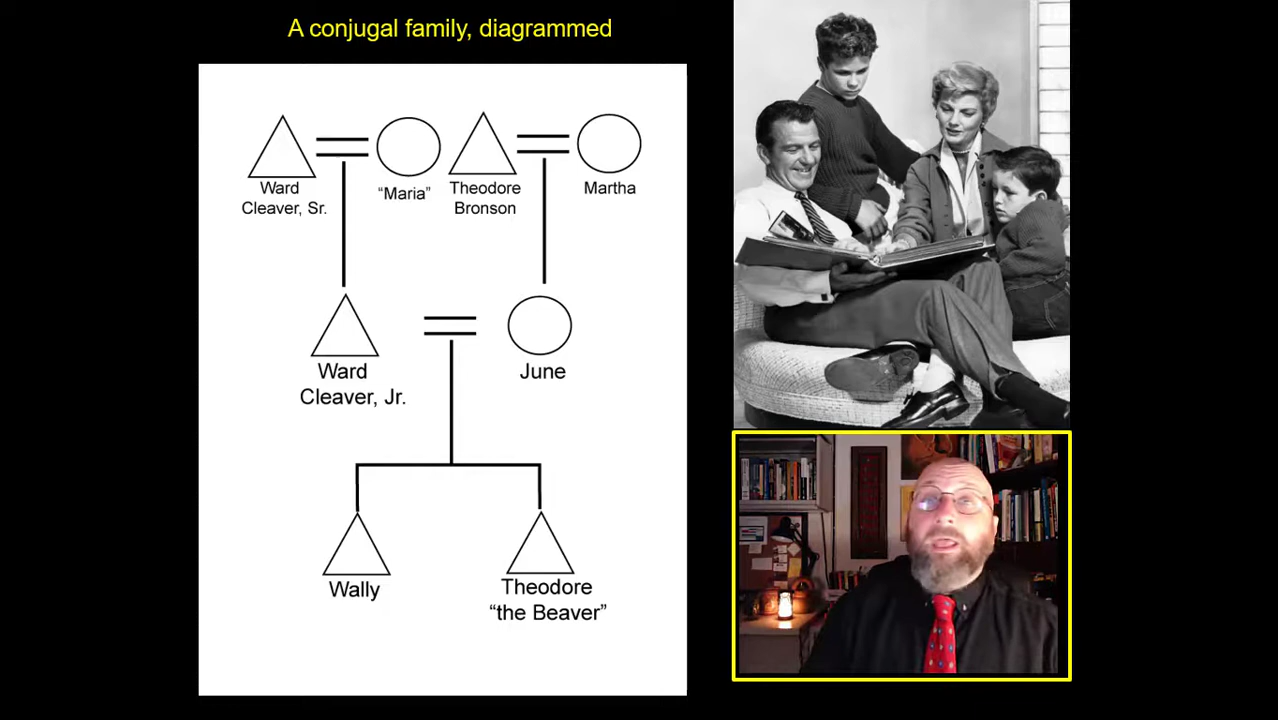 A conjugal family, diagrammed
Ward
Cleaver, Sr.
“Maria”
Theodore
Bronson
Martha
Ward
Cleaver, Jr.
June
Wally
Theodore
“the Beaver”